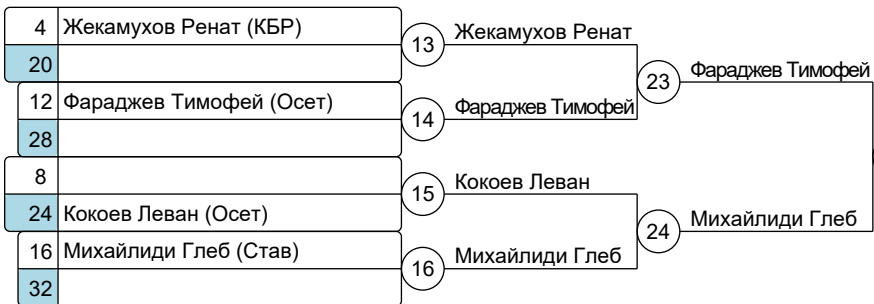 4 Жекамухов Ренат (КБР)
20
13 Жекамухов Ренат
12 Фараджев Тимофей (Осет)
28
14 Фараджев Тимофей
23 Фараджев Тимофей
8
24 Кокоев Леван (Осет)
15 Кокоев Леван
16 Михайлиди Глеб (Став)
32
16 Михайлиди Глеб
24 Михайлиди Глеб